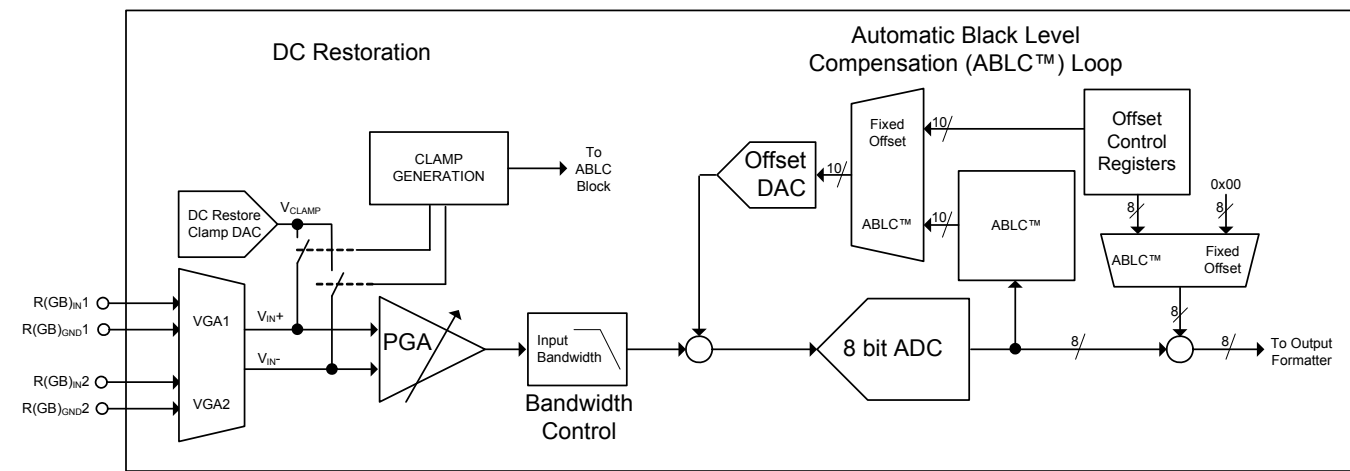 DC Restoration
Automatic Black Level
Compensation (ABLC™) Loop
CLAMP
GENERATION
To
ABLC
Block
DC Restore
Clamp DAC
VCLAMP
Offset
DAC
10
Fixed
Offset
ABLC™
10
10
ABLC™
Offset
Control
Registers
0x00
8
8
ABLC™
Fixed
Offset
8
R(GB)IN1
R(GB)GND1
R(GB)IN2
R(GB)GND2
VGA1
VGA2
VIN+
VIN-
PGA
Input
Bandwidth
Bandwidth
Control
8 bit ADC
8
8
To Output
Formatter